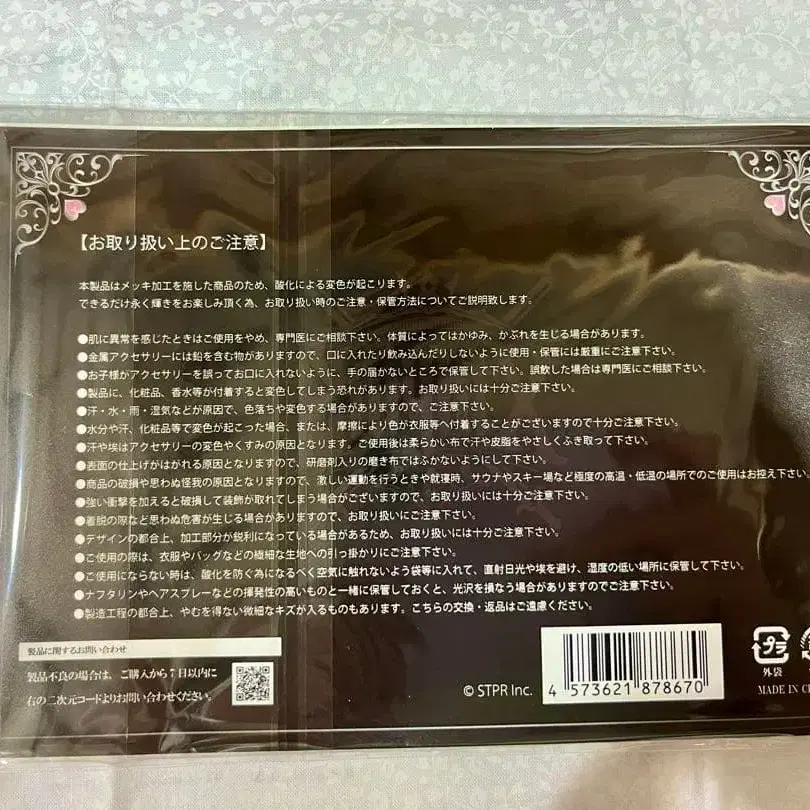 【お取り扱い上のご注意】
本製品はメッキ加工を施した商品のため、酸化による変色が起こります。
できるだけ永く輝きをお楽しみ頂く為、お取り扱い時のご注意・保管方法についてご説明致します。
●肌に異常を感じたときはご使用をやめ、専門医にご相談下さい。体質によってはかゆみ、かぶれを生じる場合があります。
●金属アクセサリーには鉛を含む物がありますので、口に入れたり飲み込んだりしないように使用・保管には厳重にご注意下さい。
●お子様がアクセサリーを誤ってお口に入れないように、手の届かないところで保管して下さい。誤飲した場合は専門医にご相談下さい。
●製品に、化粧品、香水等が付着すると変色してしまう恐れがあります。お取り扱いには十分ご注意下さい。
●汗・水・雨・湿気などが原因で、色落ちや変色する場合がありますので、ご注意下さい。
●水分や汗、化粧品等で変色が起こった場合、または、摩擦により色が衣服等へ付着することがございますので十分ご注意下さい。
●汗や埃はアクセサリーの変色やくすみの原因となります。ご使用後は柔らかい布で汗や皮脂をやさしくふき取って下さい。
●表面の仕上げがはがれる原因となりますので、研磨剤入りの磨き布ではふかないようにして下さい。
●商品の破損や思わぬ怪我の原因となりますので、激しい運動を行うときや就寝時、サウナやスキー場など極度の高温・低温の場所でのご使用はお控え下さい。
●強い衝撃を加えると破損して装飾が取れてしまう場合がございますので、お取り扱いには十分ご注意下さい。
●着脱の際など思わぬ危害が生じる場合がありますので、お取り扱いにご注意下さい。
●デザインの都合上、加工部分が鋭利になっている場合があるため、お取り扱いには十分ご注意下さい。
●ご使用の際は、衣服やバッグなどの極細な生地への引っ掛かりにご注意下さい。
●ご使用にならない時は、酸化を防ぐ為になるべく空気に触れないよう袋等に入れて、直射日光や埃を避け、湿度の低い場所に保管して下さい。
●ナフタリンやヘアスプレーなどの揮発性の高いものと一緒に保管しておくと、光沢を損なう場合がありますのでご注意下さい。
●製造工程の都合上、やむを得ない微細なキズが入るものもあります。こちらの交換・返品はご遠慮ください。
製品に関するお問い合わせ
製品不良の場合は、ご購入から7日以内に
右の二次元コードよりお問い合わせください。
© STPR Inc.
4 573621 878670
プラ
外袋
MADE IN